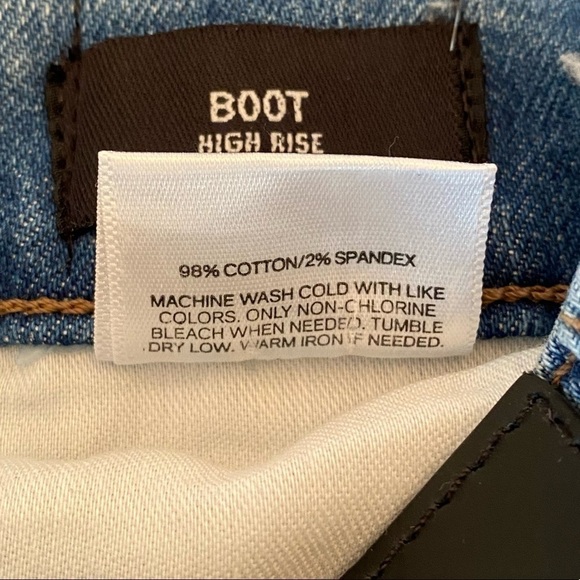 BOOT
HIGH RISE
98% COTTON/2% SPANDEX
MACHINE WASH COLD WITH LIKE
COLORS. ONLY NON-CHLORINE
BLEACH WHEN NEEDED. TUMBLE
DRY LOW. WARM IRON IF NEEDED.